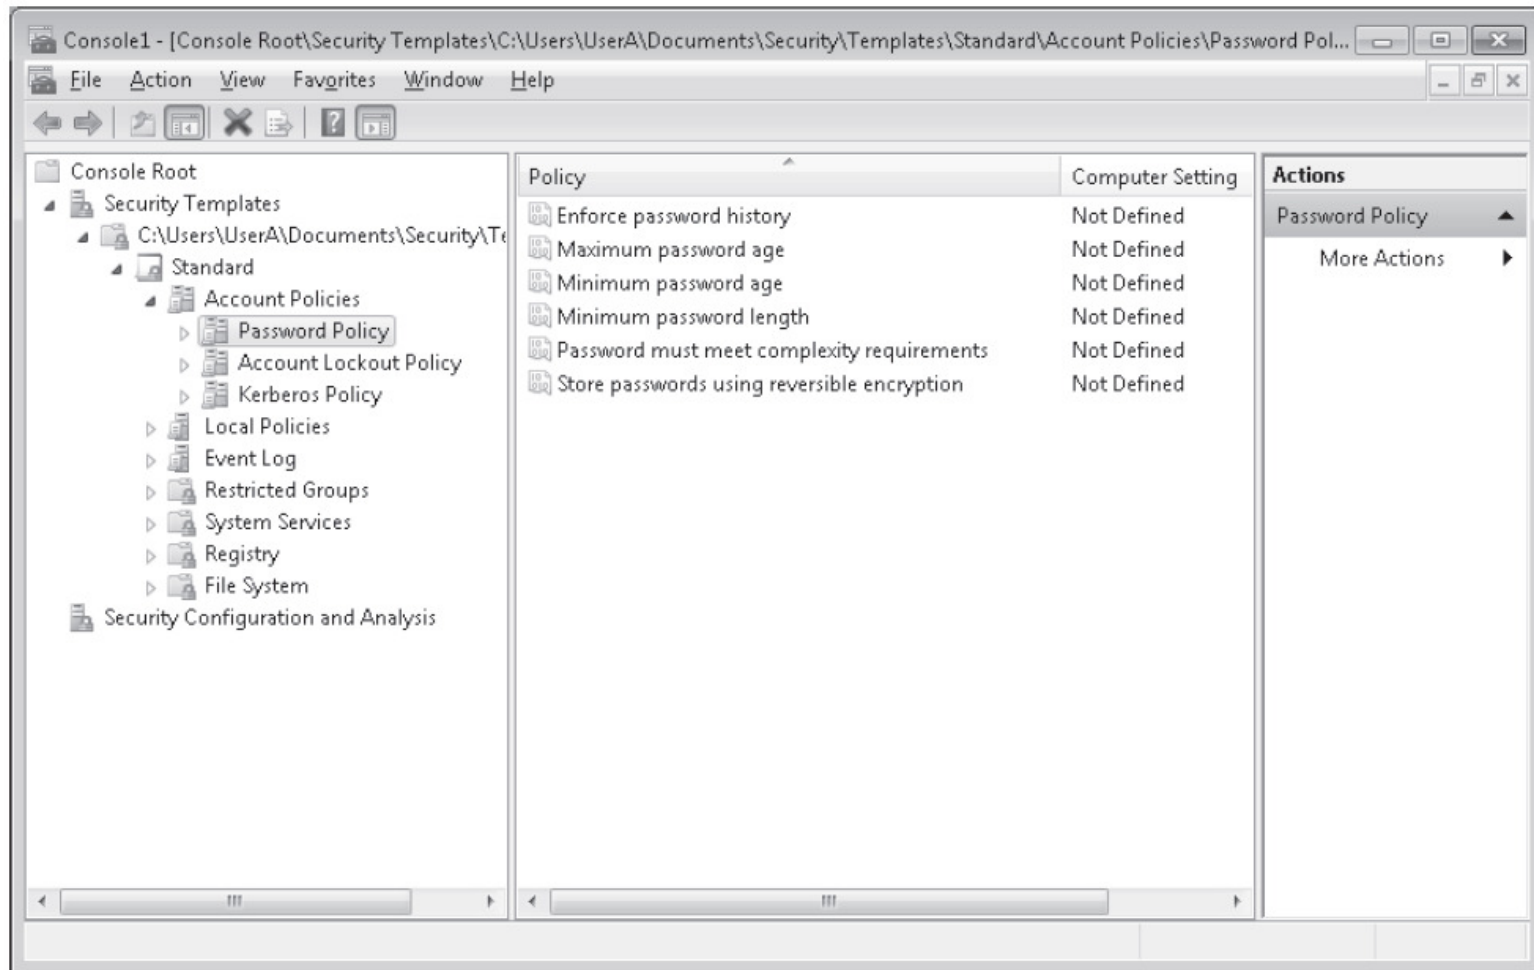 Console1 - [Console Root\Security Templates\C:\Users\UserA\Documents\Security\Templates\Standard\Account Policies\Password Pol...
File Action View Favorites Window Help
Console Root
Security Templates
C:\Users\UserA\Documents\Security\Te
Standard
Account Policies
Password Policy
Account Lockout Policy
Kerberos Policy
Local Policies
Event Log
Restricted Groups
System Services
Registry
File System
Security Configuration and Analysis
Policy Computer Setting
Enforce password history Not Defined
Maximum password age Not Defined
Minimum password age Not Defined
Minimum password length Not Defined
Password must meet complexity requirements Not Defined
Store passwords using reversible encryption Not Defined
Actions
Password Policy
More Actions